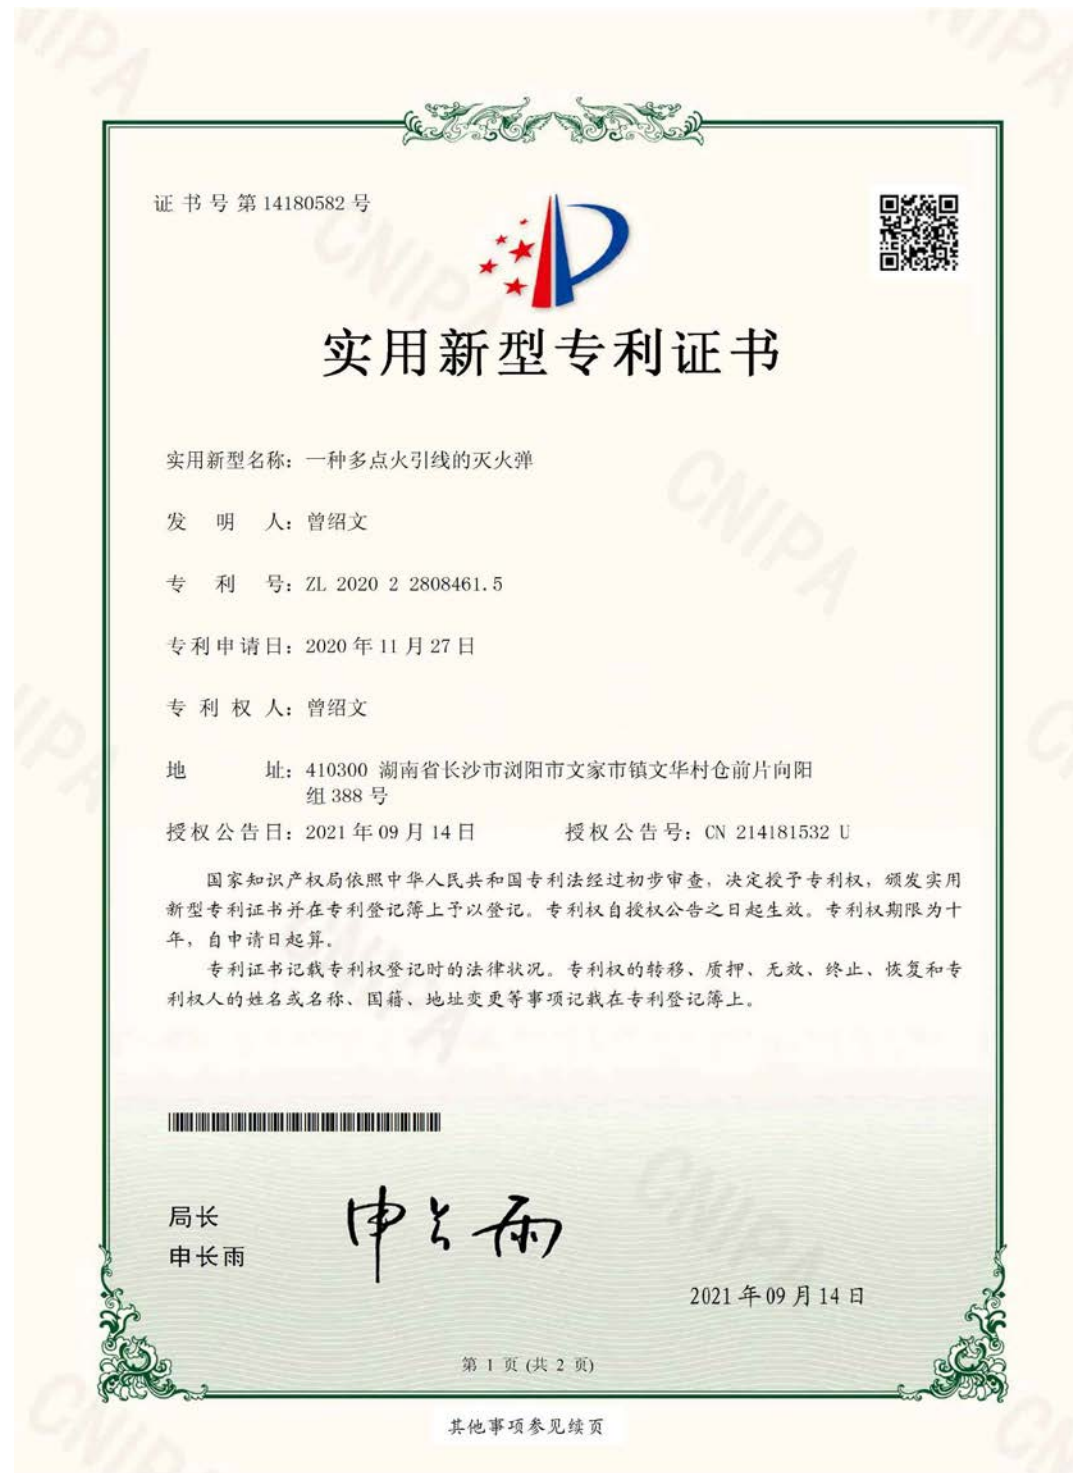 证书号第14180582号
实用新型专利证书
实用新型名称：一种多点火引线的灭火弹
发明人：曾绍文
专利号：ZL 2020 2 2808461.5
专利申请日：2020年11月27日
专利权人：曾绍文
地址：410300 湖南省长沙市浏阳市文家市镇文华村仓前片向阳
组388号
授权公告日：2021年09月14日 授权公告号：CN 214181532 U
国家知识产权局依照中华人民共和国专利法经过初步审查，决定授予专利权，颁发实用
新型专利证书并在专利登记簿上予以登记。专利权自授权公告之日起生效。专利权期限为十
年，自申请日起算。
专利证书记载专利权登记时的法律状况。专利权的转移、质押、无效、终止、恢复和专
利权人的姓名或名称、国籍、地址变更等事项记载在专利登记簿上。
局长
申长雨
申长雨
2021年09月14日
第 1 页 (共 2 页)
其他事项参见续页
CNIPA
CNIPA
CNIPA
CNIPA